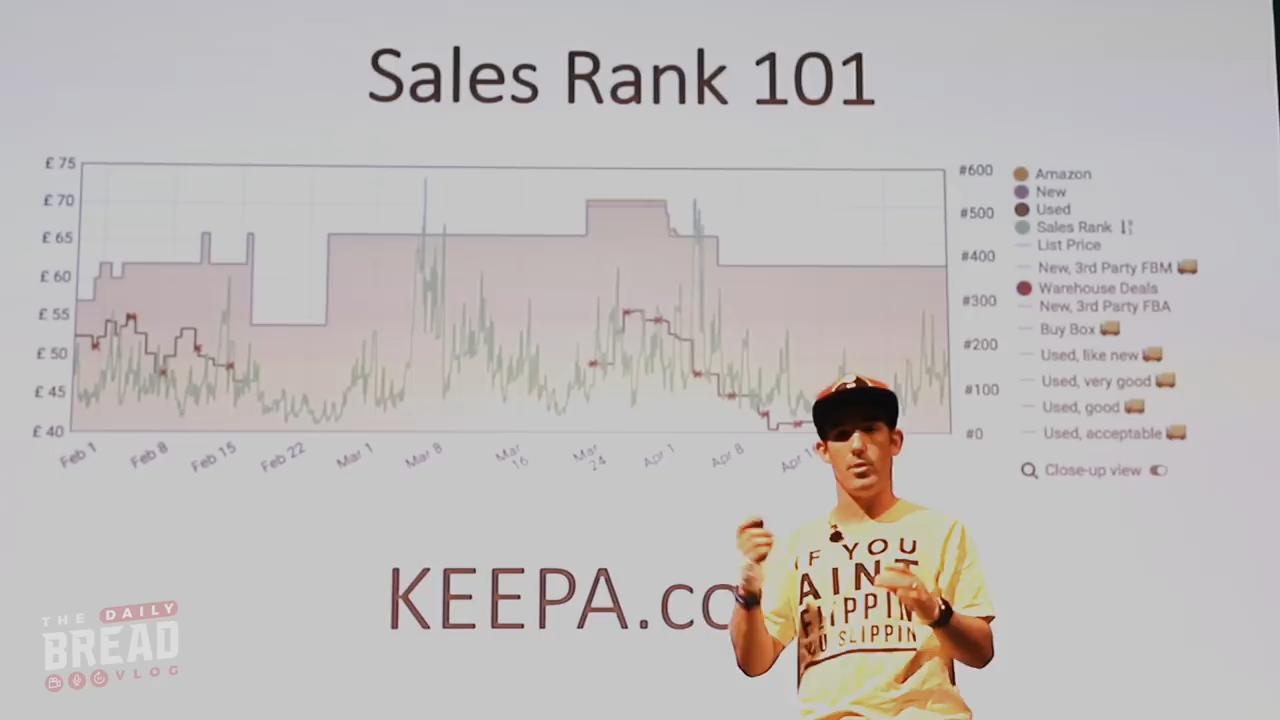 Sales Rank 101
£ 75
£ 70
£ 65
£ 60
£ 55
£ 50
£ 45
£ 40
#600
#500
#400
#300
#200
#100
#0
Feb 1
Feb 8
Feb 15
Feb 22
Mar 1
Mar 8
Mar
16
Mar
24
Apr 1
Apr 8
Apr 1
Amazon
New
Used
Sales Rank
List Price
New, 3rd Party FBM
Warehouse Deals
New, 3rd Party FBA
Buy Box
Used, like new
Used, very good
Used, good
Used, acceptable
Close-up view
KEEPA.co
IF YOU
AINT
FLIPPIN
YOU SLIPPIN
THE DAILY
BREAD
VLOG